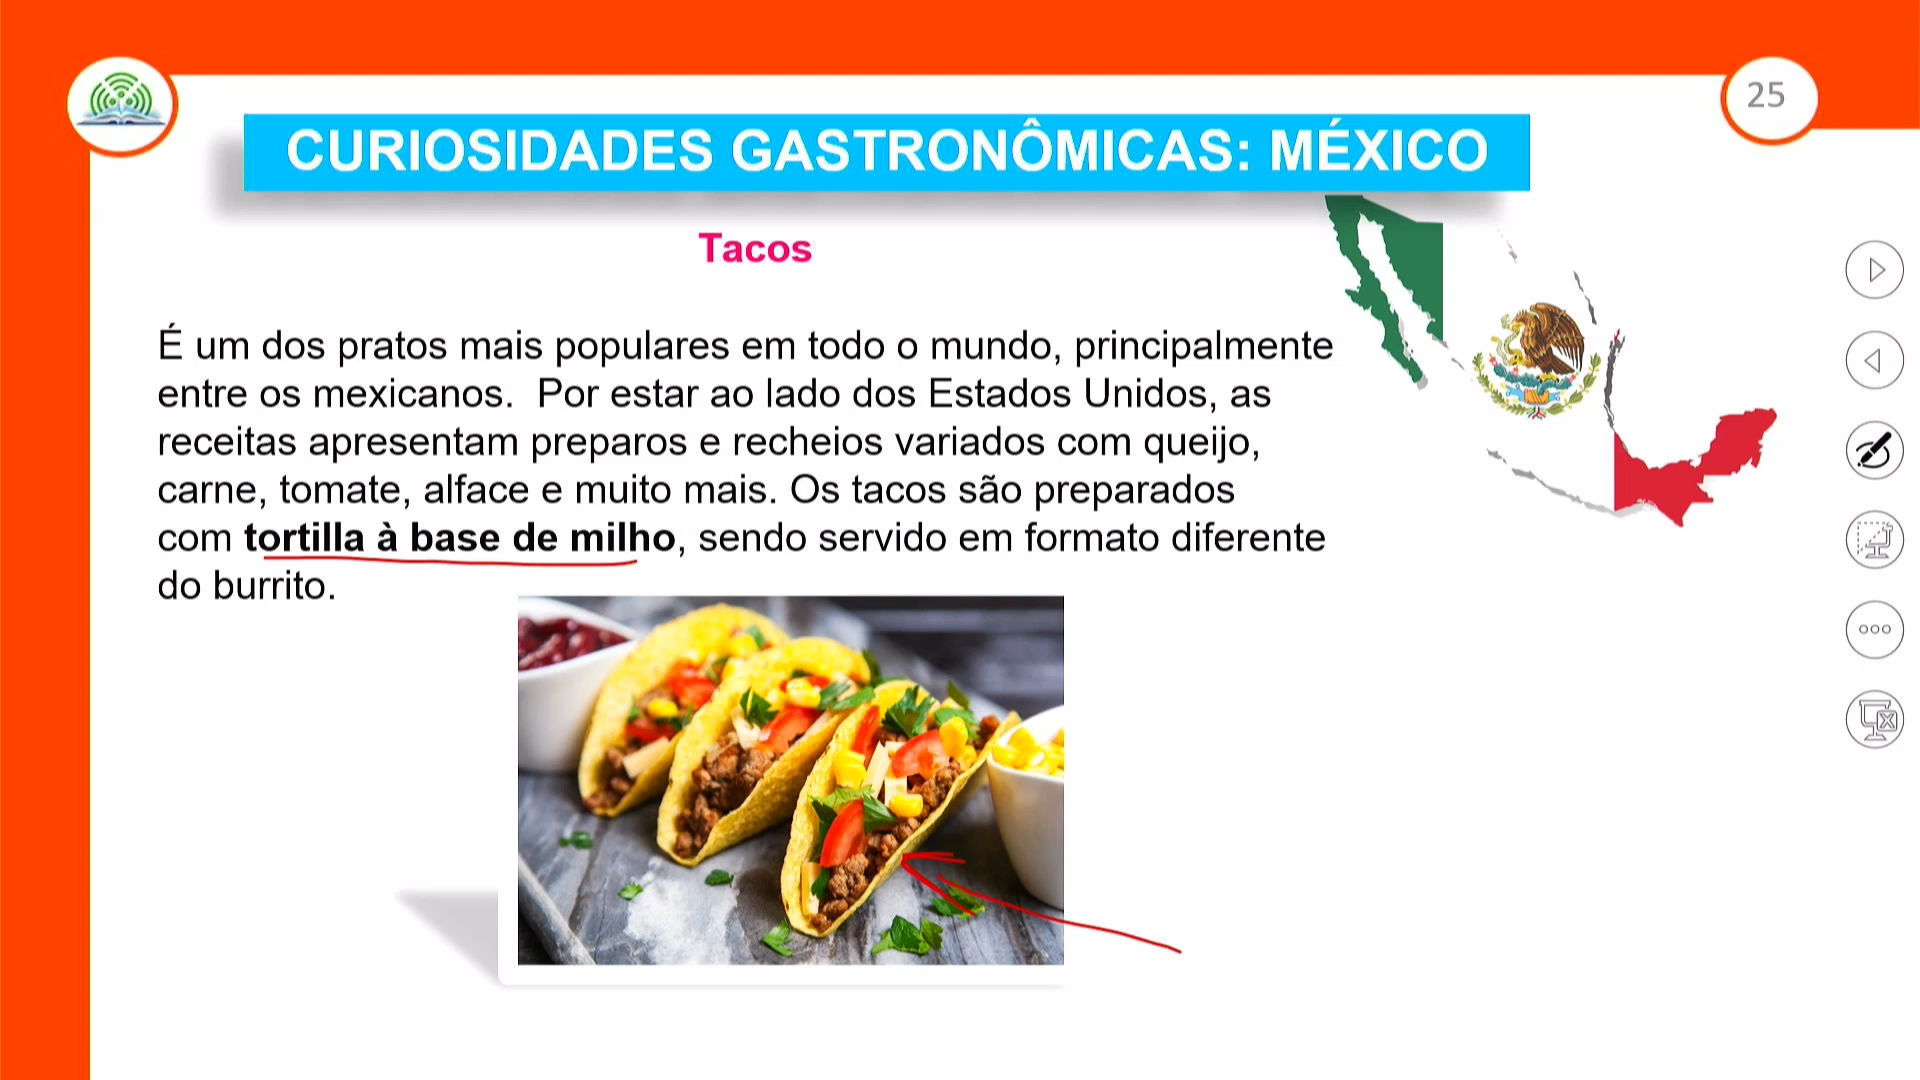 25
CURIOSIDADES GASTRONÔMICAS: MÉXICO
Tacos
É um dos pratos mais populares em todo o mundo, principalmente
entre os mexicanos.  Por estar ao lado dos Estados Unidos, as
receitas apresentam preparos e recheios variados com queijo,
carne, tomate, alface e muito mais. Os tacos são preparados
com tortilla à base de milho, sendo servido em formato diferente
do burrito.